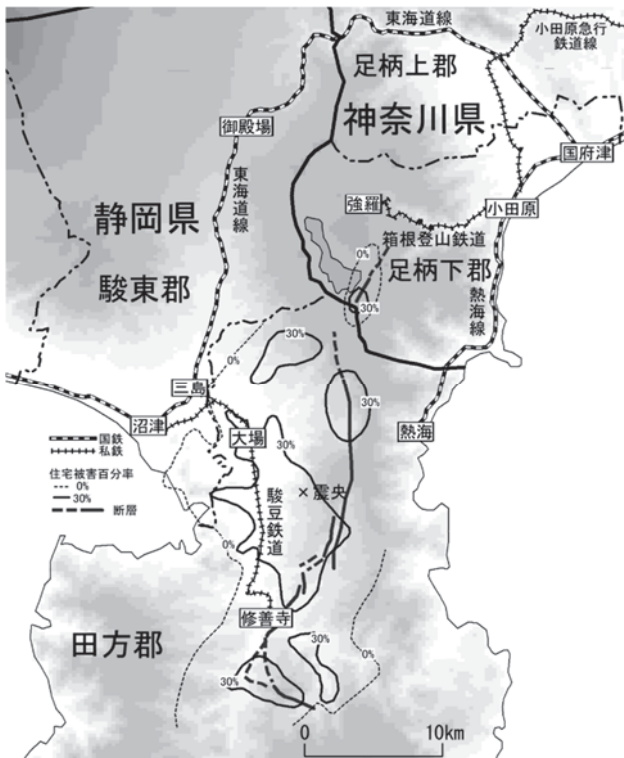 東海道線
小田原急行
鉄道線
足柄上郡
神奈川県
御殿場
国府津
東海道線
強羅
小田原
静岡県
箱根登山鉄道
0%
足柄下郡
駿東郡
熱海線
30%
0%
30%
三島
30%
沼津
大場
30%
熱海
国鉄
私鉄
住宅被害百分率
0%
30%
断層
×震央
駿豆鉄道
0%
修善寺
田方郡
30%
0%
30%
0
10km